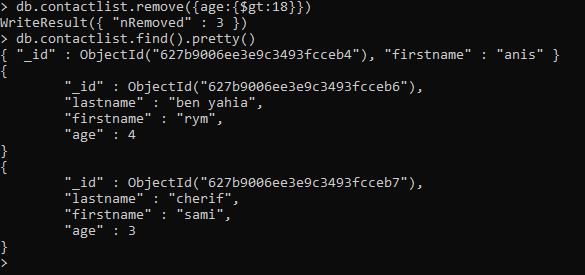 > db.contactlist.remove({age:{$gt:18}})
WriteResult({ "nRemoved" : 3 })
> db.contactlist.find().pretty()
{ "_id" : ObjectId("627b9006ee3e9c3493fcceb4"), "firstname" : "anis" }
{
        "_id" : ObjectId("627b9006ee3e9c3493fcceb6"),
        "lastname" : "ben yahia",
        "firstname" : "rym",
        "age" : 4
}
{
        "_id" : ObjectId("627b9006ee3e9c3493fcceb7"),
        "lastname" : "cherif",
        "firstname" : "sami",
        "age" : 3
}
>